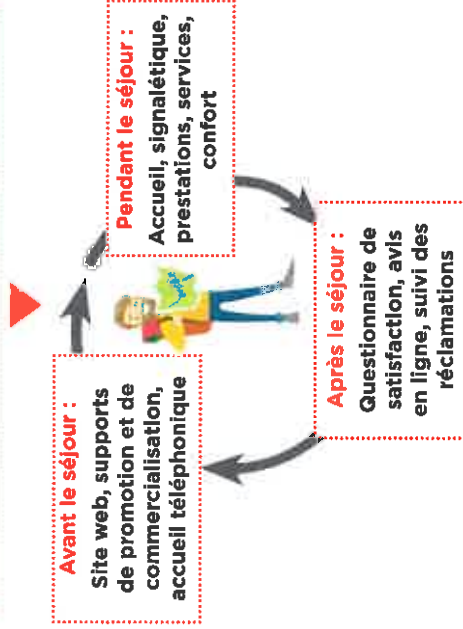 Avant le séjour :
Site web, supports
de promotion et de
commercialisation,
accueil téléphonique
Pendant le séjour :
Accueil, signalétique,
prestations, services,
confort
Après le séjour :
Questionnaire de
satisfaction, avis
en ligne, suivi des
réclamations